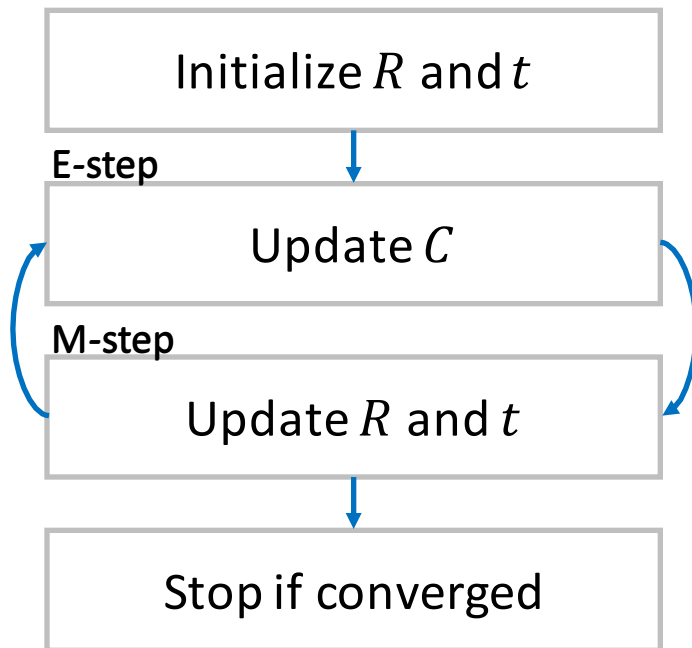 Initialize R and t
E-step
Update C
M-step
Update R and t
Stop if converged